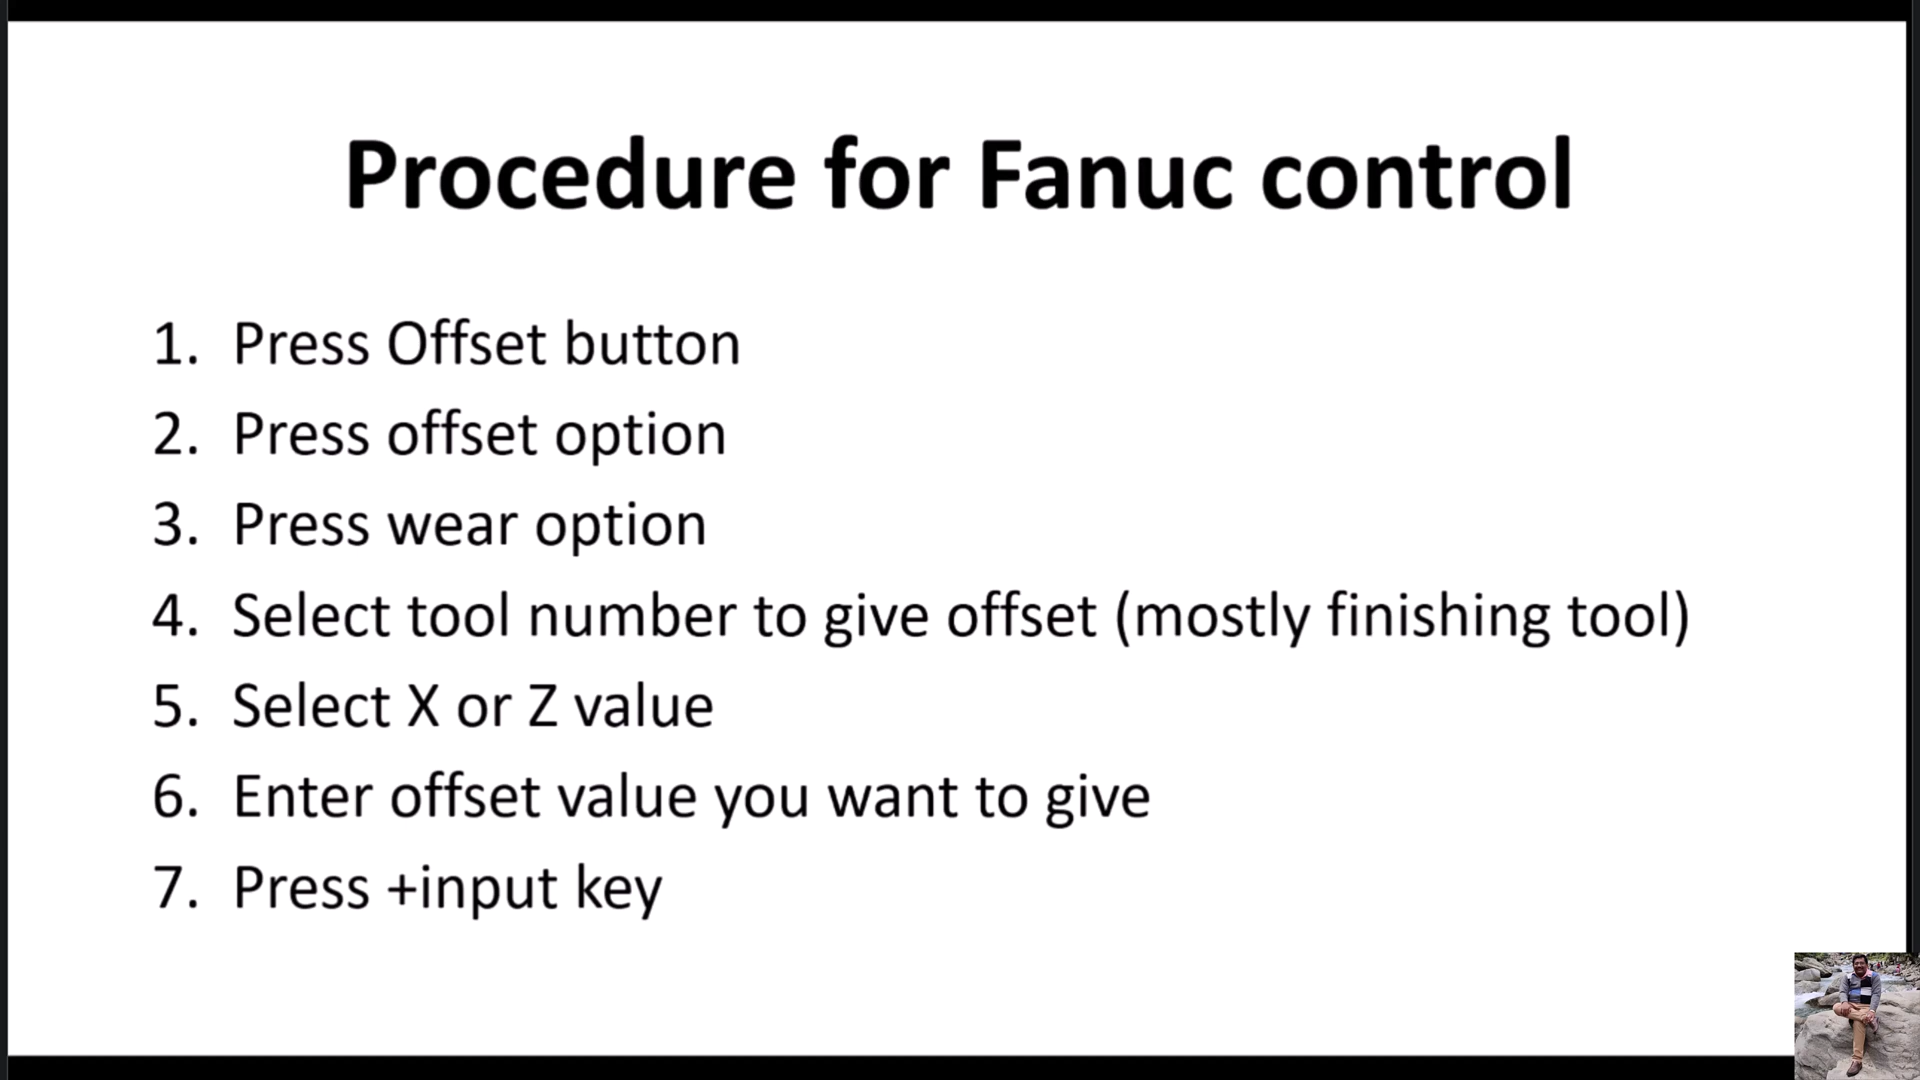 Procedure for Fanuc control
1. Press Offset button
2. Press offset option
3. Press wear option
4. Select tool number to give offset (mostly finishing tool)
5. Select X or Z value
6. Enter offset value you want to give
7. Press +input key